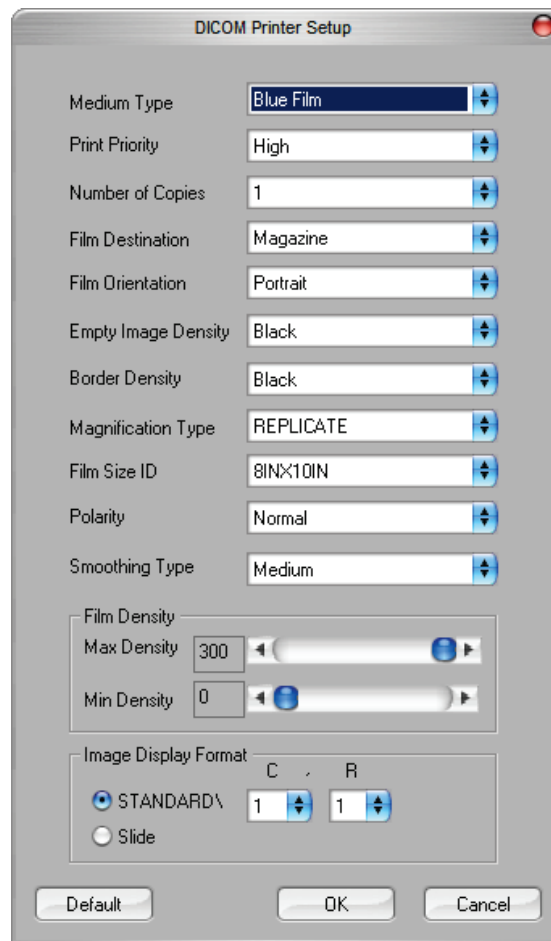 DICOM Printer Setup
Medium Type Blue Film
Print Priority High
Number of Copies 1
Film Destination Magazine
Film Orientation Portrait
Empty Image Density Black
Border Density Black
Magnification Type REPLICATE
Film Size ID 8INX10IN
Polarity Normal
Smoothing Type Medium
Film Density
Max Density 300
Min Density 0
Image Display Format
C , R
STANDARD\ 1 1
Slide
Default OK Cancel